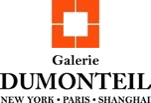 Galerie
DUMONTEIL
NEW YORK • PARIS • SHANGHAI